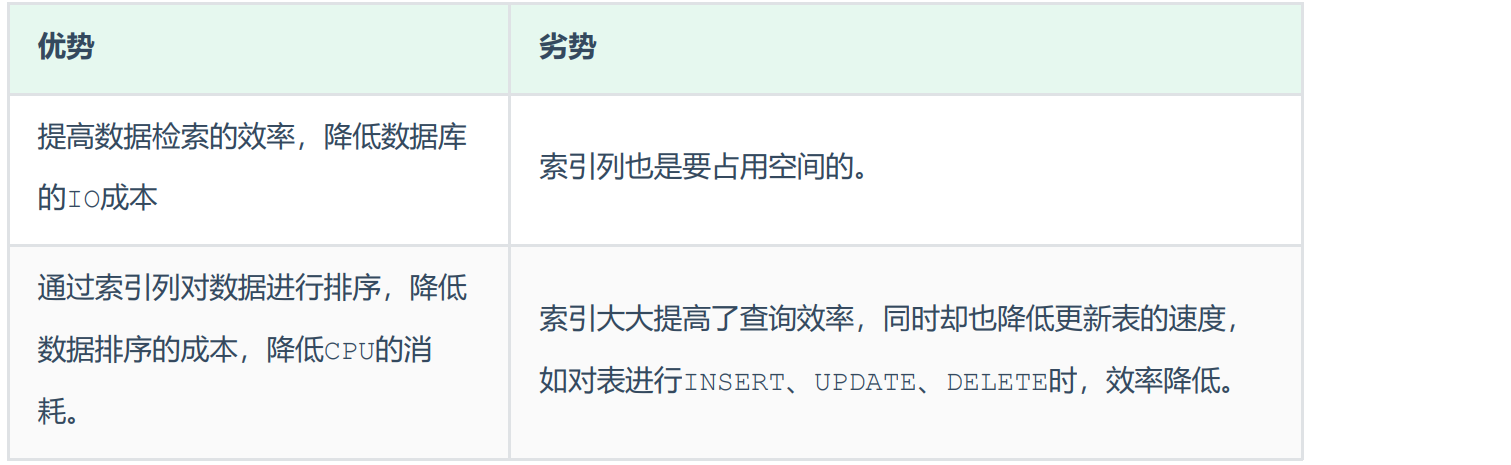 优势
劣势
提高数据检索的效率，降低数据库
的IO成本
索引列也是要占用空间的。
通过索引列对数据进行排序，降低
数据排序的成本，降低CPU的消
耗。
索引大大提高了查询效率，同时却也降低更新表的速度，
如对表进行INSERT、UPDATE、DELETE时，效率降低。